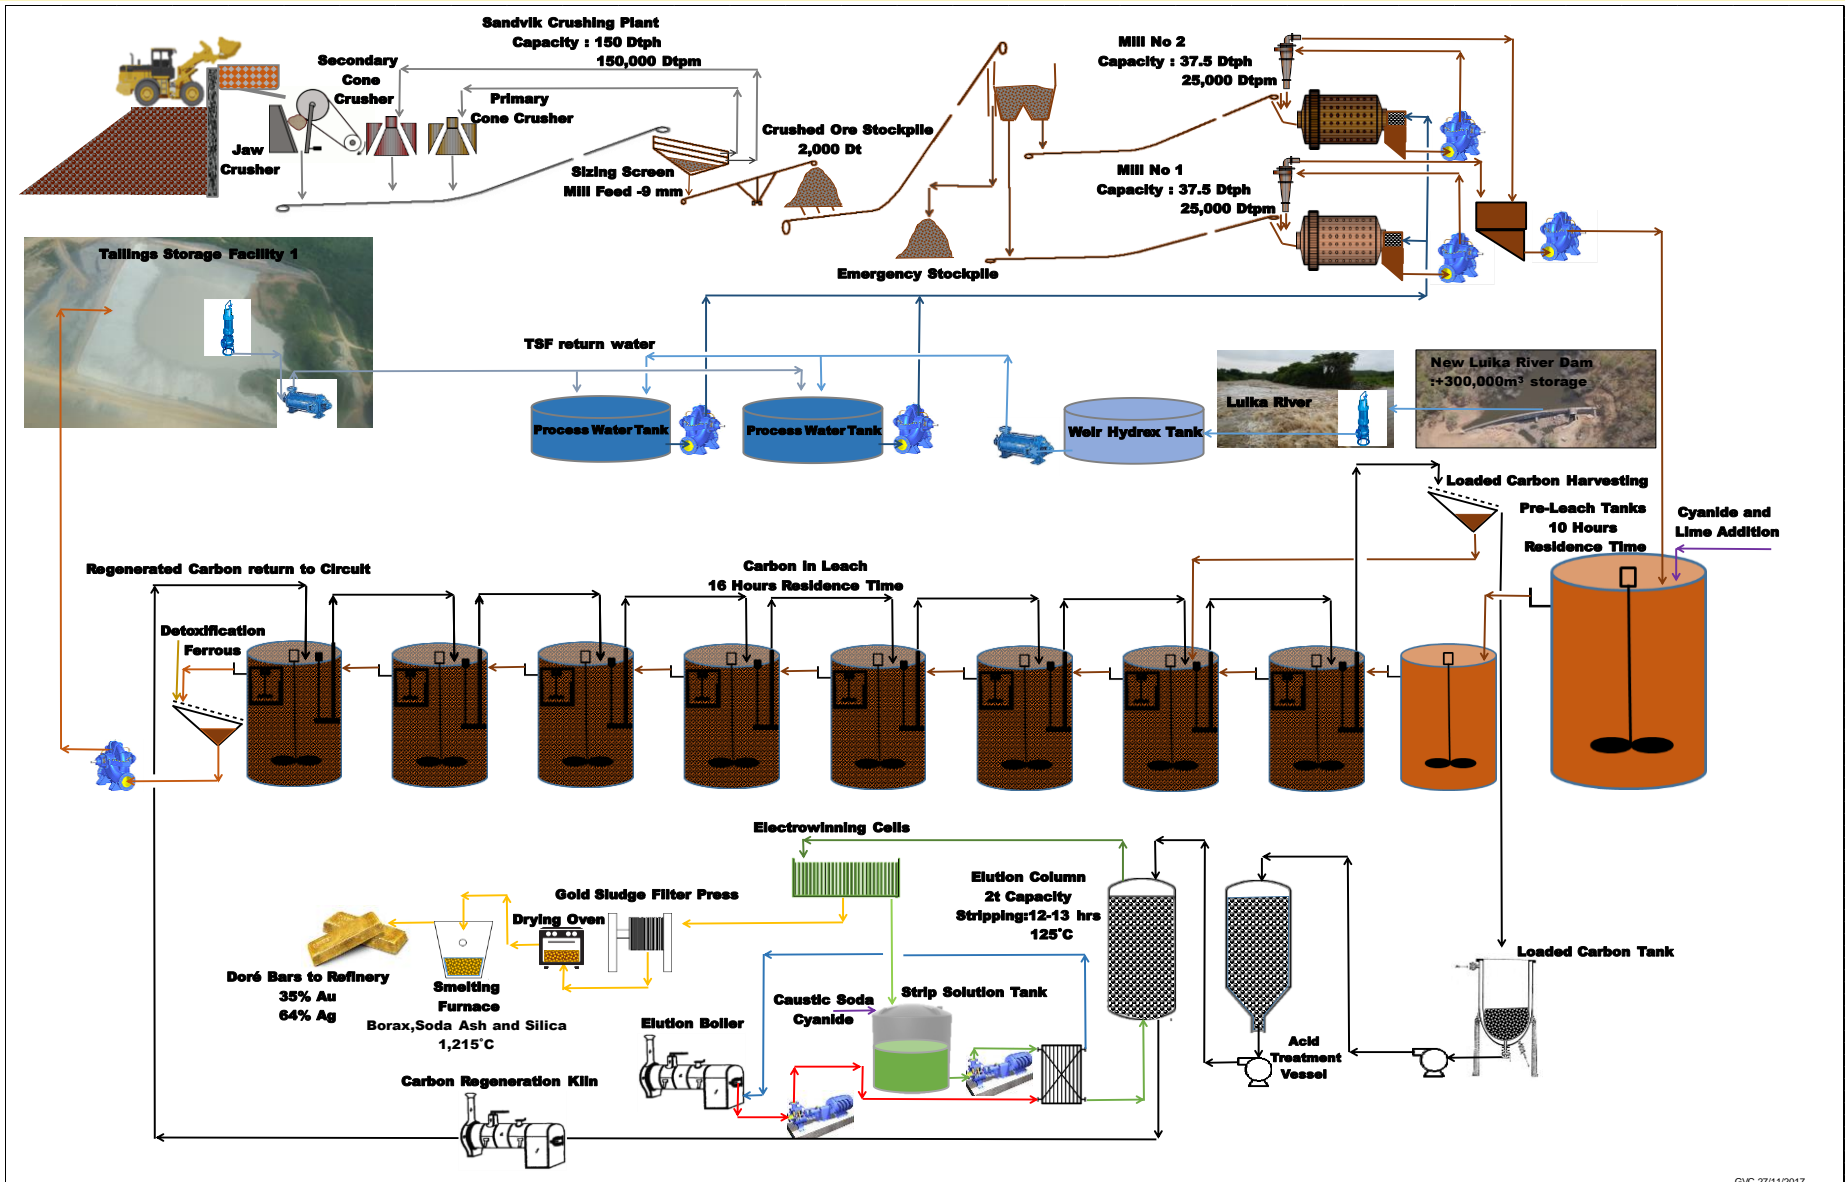 Sandvik Crushing Plant
Capacity : 150 Dtph
150,000 Dtpm
Secondary
Cone
Crusher
Primary
Cone Crusher
Jaw
Crusher
Sizing Screen
Mill Feed -9 mm
Crushed Ore Stockpile
2,000 Dt
Emergency Stockpile
Mill No 2
Capacity : 37.5 Dtph
25,000 Dtpm
Mill No 1
Capacity : 37.5 Dtph
25,000 Dtpm
Tailings Storage Facility 1
TSF return water
Process Water Tank
Process Water Tank
Weir Hydrex Tank
Luika River
New Luika River Dam
:+300,000m³ storage
Loaded Carbon Harvesting
Pre-Leach Tanks
10 Hours
Residence Time
Cyanide and
Lime Addition
Regenerated Carbon return to Circuit
Carbon in Leach
16 Hours Residence Time
Detoxification
Ferrous
Electrowinning Cells
Elution Column
2t Capacity
Stripping:12-13 hrs
125°C
Gold Sludge Filter Press
Drying Oven
Doré Bars to Refinery
35% Au
64% Ag
Smelting
Furnace
Borax,Soda Ash and Silica
1,215°C
Caustic Soda
Cyanide
Strip Solution Tank
Elution Boiler
Acid
Treatment
Vessel
Loaded Carbon Tank
Carbon Regeneration Kiln
GVC 27/11/2017